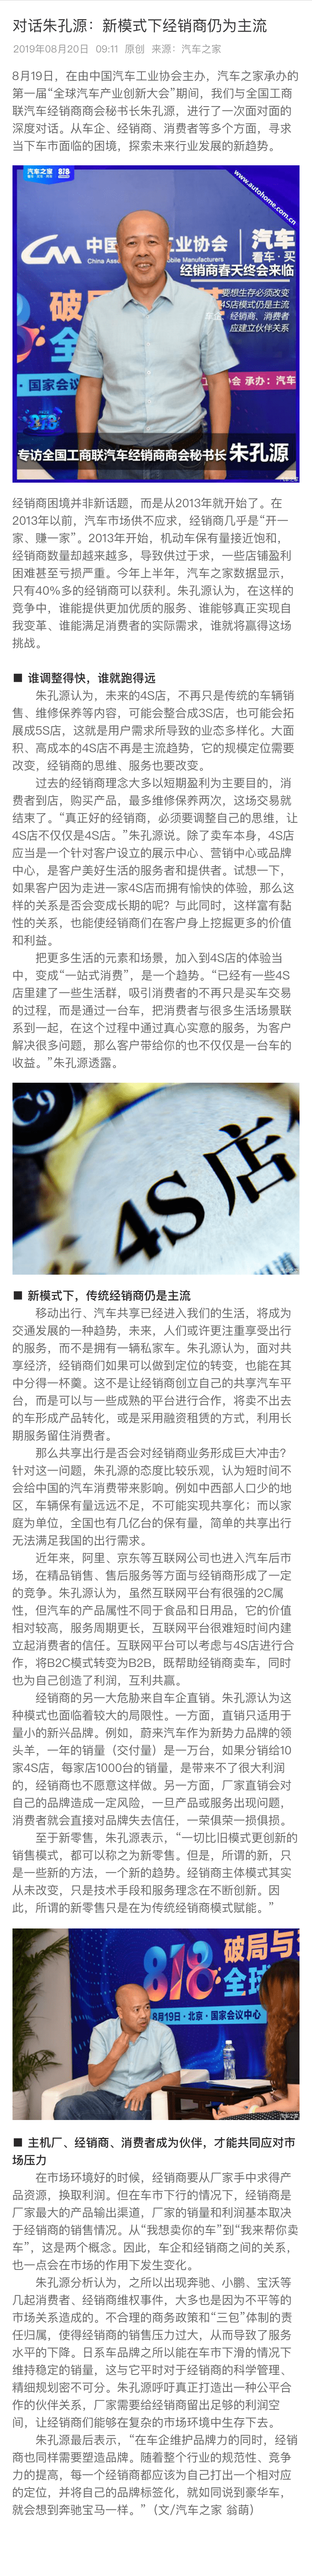 对话朱孔源：新模式下经销商仍为主流
2019年08月20日 09:11 原创 来源：汽车之家
8月19日，在由中国汽车工业协会主办，汽车之家承办的
第一届“全球汽车产业创新大会”期间，我们与全国工商
联汽车经销商商会秘书长朱孔源，进行了一次面对面的
深度对话。从车企、经销商、消费者等多个方面，寻求
当下车市面临的困境，探索未来行业发展的新趋势。
汽车之家 818
www.autohome.com.cn
中国 工业协会
China Asso mobile Manufacturers
汽车
看车·买
经销商春天终会来临
要想生存必须改变
4S店模式仍是主流
车企、经销商、消费者
应建立伙伴关系
破局
·国家会议
协会 承办：汽车
专访全国工商联汽车经销商商会秘书长 朱孔源
经销商困境并非新话题，而是从2013年就开始了。在
2013年以前，汽车市场供不应求，经销商几乎是“开一
家、赚一家”。2013年开始，机动车保有量接近饱和，
经销商数量却越来越多，导致供过于求，一些店铺盈利
困难甚至亏损严重。今年上半年，汽车之家数据显示，
只有40%多的经销商可以获利。朱孔源认为，在这样的
竞争中，谁能提供更加优质的服务、谁能够真正实现自
我变革、谁能满足消费者的实际需求，谁就将赢得这场
挑战。
■ 谁调整得快，谁就跑得远
朱孔源认为，未来的4S店，不再只是传统的车辆销
售、维修保养等内容，可能会整合成3S店，也可能会拓
展成5S店，这就是用户需求所导致的业态多样化。大面
积、高成本的4S店不再是主流趋势，它的规模定位需要
改变，经销商的思维、服务也要改变。
过去的经销商理念大多以短期盈利为主要目的，消
费者到店，购买产品，最多维修保养两次，这场交易就
结束了。“真正好的经销商，必须要调整自己的思维，让
4S店不仅仅是4S店。”朱孔源说。除了卖车本身，4S店
应当是一个针对客户设立的展示中心、营销中心或品牌
中心，是客户美好生活的服务者和提供者。试想一下，
如果客户因为走进一家4S店而拥有愉快的体验，那么这
样的关系是否会变成长期的呢？与此同时，这样富有黏
性的关系，也能使经销商们在客户身上挖掘更多的价值
和利益。
把更多生活的元素和场景，加入到4S店的体验当
中，变成“一站式消费”，是一个趋势。“已经有一些4S
店里建了一些生活群，吸引消费者的不再只是买车交易
的过程，而是通过一台车，把消费者与很多生活场景联
系到一起，在这个过程中通过真心实意的服务，为客户
解决很多问题，那么客户带给你的也不仅仅是一台车的
收益。”朱孔源透露。
4S店
■ 新模式下，传统经销商仍是主流
移动出行、汽车共享已经进入我们的生活，将成为
交通发展的一种趋势，未来，人们或许更注重享受出行
的服务，而不是拥有一辆私家车。朱孔源认为，面对共
享经济，经销商们如果可以做到定位的转变，也能在其
中分得一杯羹。这不是让经销商创立自己的共享汽车平
台，而是可以与一些成熟的平台进行合作，将卖不出去
的车形成产品转化，或是采用融资租赁的方式，利用长
期服务留住消费者。
那么共享出行是否会对经销商业务形成巨大冲击？
针对这一问题，朱孔源的态度比较乐观，认为短时间不
会给中国的汽车消费带来影响。例如中西部人口少的地
区，车辆保有量远远不足，不可能实现共享化；而以家
庭为单位，全国也有几亿台的保有量，简单的共享出行
无法满足我国的出行需求。
近年来，阿里、京东等互联网公司也进入汽车后市
场，在精品销售、售后服务等方面与经销商形成了一定
的竞争。朱孔源认为，虽然互联网平台有很强的2C属
性，但汽车的产品属性不同于食品和日用品，它的价值
相对较高，服务周期更长，互联网平台很难短时间内建
立起消费者的信任。互联网平台可以考虑与4S店进行合
作，将B2C模式转变为B2B，既帮助经销商卖车，同时
也为自己创造了利润，互利共赢。
经销商的另一大危胁来自车企直销。朱孔源认为这
种模式也面临着较大的局限性。一方面，直销只适用于
量小的新兴品牌。例如，蔚来汽车作为新势力品牌的领
头羊，一年的销量（交付量）是一万台，如果分销给10
家4S店，每家店1000台的销量，是带来不了很大利润
的，经销商也不愿意这样做。另一方面，厂家直销会对
自己的品牌造成一定风险，一旦产品或服务出现问题，
消费者就会直接对品牌失去信任，一荣俱荣一损俱损。
至于新零售，朱孔源表示，“一切比旧模式更创新的
销售模式，都可以称之为新零售。但是，所谓的新，只
是一些新的方法，一个新的趋势。经销商主体模式其实
从未改变，只是技术手段和服务理念在不断创新。因
此，所谓的新零售只是在为传统经销商模式赋能。”
破局与
818 全球
8月19日·北京·国家会议中心
■ 主机厂、经销商、消费者成为伙伴，才能共同应对市
场压力
在市场环境好的时候，经销商要从厂家手中求得产
品资源，换取利润。但在车市下行的情况下，经销商是
厂家最大的产品输出渠道，厂家的销量和利润基本取决
于经销商的销售情况。从“我想卖你的车”到“我来帮你卖
车”，这是两个概念。因此，车企和经销商之间的关系，
也一点会在市场的作用下发生变化。
朱孔源分析认为，之所以出现奔驰、小鹏、宝沃等
几起消费者、经销商维权事件，大多也是因为不平等的
市场关系造成的。不合理的商务政策和“三包”体制的责
任归属，使得经销商的销售压力过大，从而导致了服务
水平的下降。日系车品牌之所以能在车市下滑的情况下
维持稳定的销量，这与它平时对于经销商的科学管理、
精细规划密不可分。朱孔源呼吁真正打造出一种公平合
作的伙伴关系，厂家需要给经销商留出足够的利润空
间，让经销商们能够在复杂的市场环境中生存下去。
朱孔源最后表示，“在车企维护品牌力的同时，经销
商也同样需要塑造品牌。随着整个行业的规范性、竞争
力的提高，每一个经销商都应该为自己打出一个相对应
的定位，并将自己的品牌标签化，就如同说到豪华车，
就会想到奔驰宝马一样。”（文/汽车之家 翁萌）